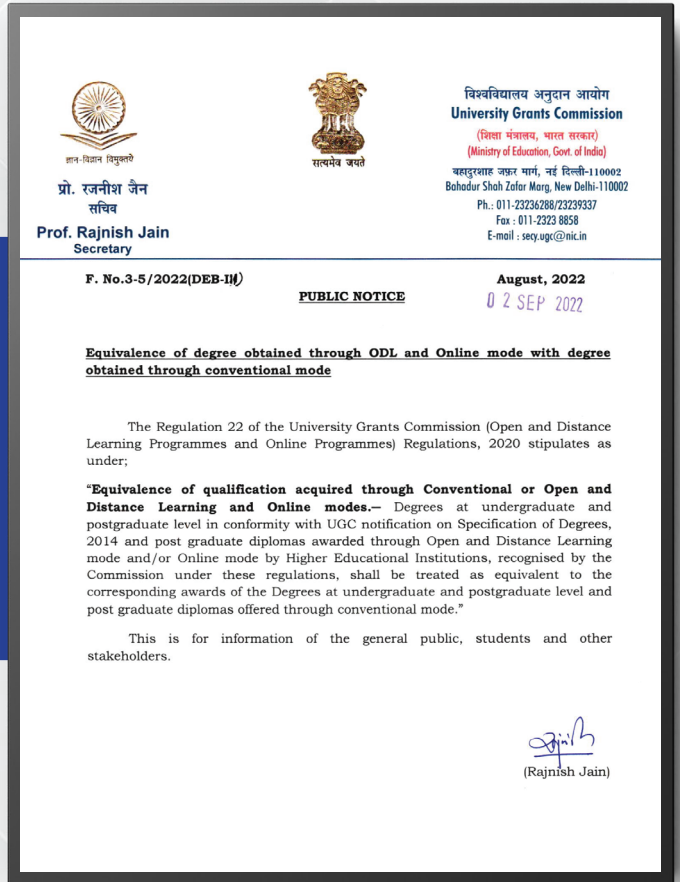 ज्ञान-विज्ञान विमुक्तये
प्रो. रजनीश जैन
सचिव
Prof. Rajnish Jain
Secretary
सत्यमेव जयते
विश्वविद्यालय अनुदान आयोग
University Grants Commission
(शिक्षा मंत्रालय, भारत सरकार)
(Ministry of Education, Govt. of India)
बहादुरशाह जफ़र मार्ग, नई दिल्ली-110002
Bahadur Shah Zafar Marg, New Delhi-110002
Ph.: 011-23236288/23239337
Fax : 011-2323 8858
E-mail : secy.ugc@nic.in
F. No.3-5/2022(DEB-III)
August, 2022
PUBLIC NOTICE
02 SEP 2022
Equivalence of degree obtained through ODL and Online mode with degree
obtained through conventional mode
The Regulation 22 of the University Grants Commission (Open and Distance
Learning Programmes and Online Programmes) Regulations, 2020 stipulates as
under;
“Equivalence of qualification acquired through Conventional or Open and
Distance Learning and Online modes.— Degrees at undergraduate and
postgraduate level in conformity with UGC notification on Specification of Degrees,
2014 and post graduate diplomas awarded through Open and Distance Learning
mode and/or Online mode by Higher Educational Institutions, recognised by the
Commission under these regulations, shall be treated as equivalent to the
corresponding awards of the Degrees at undergraduate and postgraduate level and
post graduate diplomas offered through conventional mode.”
This is for information of the general public, students and other
stakeholders.
(Rajnish Jain)